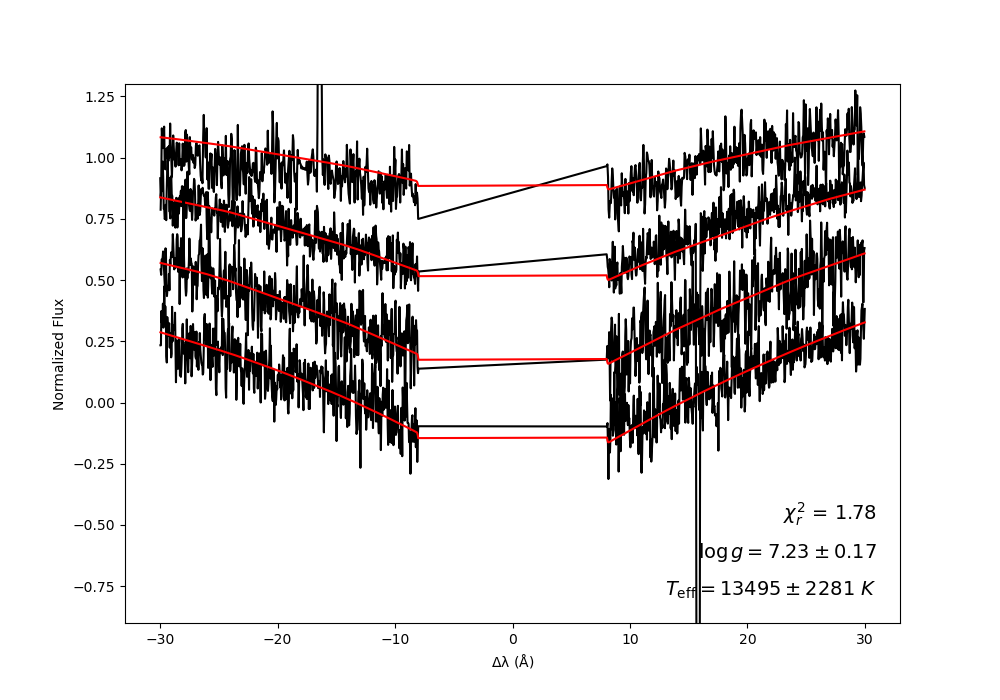 1.25
1.00
0.75
0.50
0.25
0.00
−0.25
−0.50
−0.75
Normalized Flux
χ²ᵣ = 1.78
log g = 7.23 ± 0.17
T_eff = 13495 ± 2281 K
−30 −20 −10 0 10 20 30
Δλ (Å)